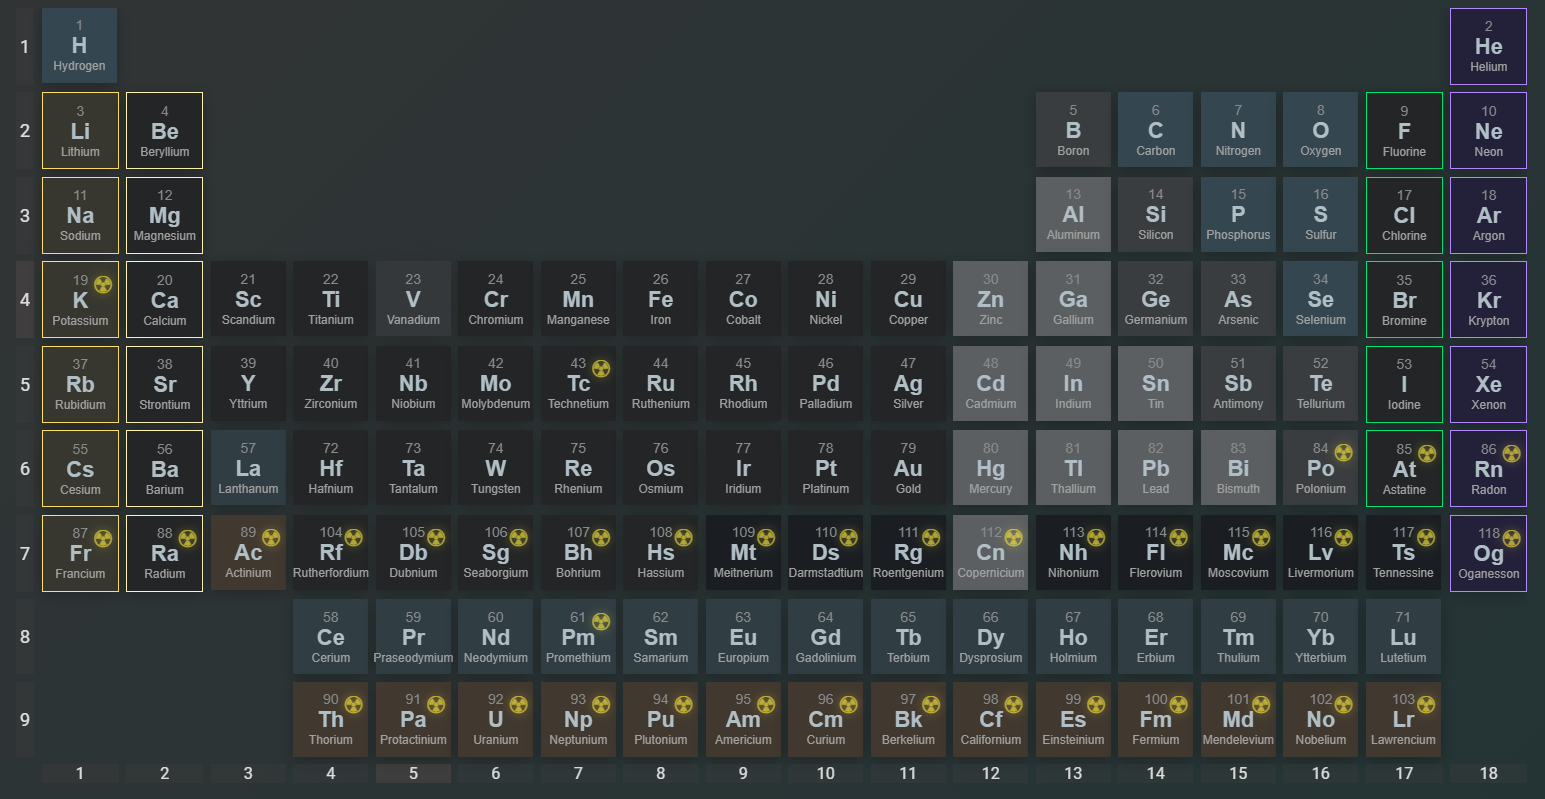 1 2
1 H He
Hydrogen Helium
3 4 5 6 7 8 9 10
2 Li Be B C N O F Ne
Lithium Beryllium Boron Carbon Nitrogen Oxygen Fluorine Neon
11 12 13 14 15 16 17 18
3 Na Mg Al Si P S Cl Ar
Sodium Magnesium Aluminum Silicon Phosphorus Sulfur Chlorine Argon
19 20 21 22 23 24 25 26 27 28 29 30 31 32 33 34 35 36
4 K Ca Sc Ti V Cr Mn Fe Co Ni Cu Zn Ga Ge As Se Br Kr
Potassium Calcium Scandium Titanium Vanadium Chromium Manganese Iron Cobalt Nickel Copper Zinc Gallium Germanium Arsenic Selenium Bromine Krypton
37 38 39 40 41 42 43 44 45 46 47 48 49 50 51 52 53 54
5 Rb Sr Y Zr Nb Mo Tc Ru Rh Pd Ag Cd In Sn Sb Te I Xe
Rubidium Strontium Yttrium Zirconium Niobium Molybdenum Technetium Ruthenium Rhodium Palladium Silver Cadmium Indium Tin Antimony Tellurium Iodine Xenon
55 56 57 72 73 74 75 76 77 78 79 80 81 82 83 84 85 86
6 Cs Ba La Hf Ta W Re Os Ir Pt Au Hg Tl Pb Bi Po At Rn
Cesium Barium Lanthanum Hafnium Tantalum Tungsten Rhenium Osmium Iridium Platinum Gold Mercury Thallium Lead Bismuth Polonium Astatine Radon
87 88 89 104 105 106 107 108 109 110 111 112 113 114 115 116 117 118
7 Fr Ra Ac Rf Db Sg Bh Hs Mt Ds Rg Cn Nh Fl Mc Lv Ts Og
Francium Radium Actinium Rutherfordium Dubnium Seaborgium Bohrium Hassium Meitnerium Darmstadtium Roentgenium Copernicium Nihonium Flerovium Moscovium Livermorium Tennessine Oganesson
58 59 60 61 62 63 64 65 66 67 68 69 70 71
8 Ce Pr Nd Pm Sm Eu Gd Tb Dy Ho Er Tm Yb Lu
Cerium Praseodymium Neodymium Promethium Samarium Europium Gadolinium Terbium Dysprosium Holmium Erbium Thulium Ytterbium Lutetium
90 91 92 93 94 95 96 97 98 99 100 101 102 103
9 Th Pa U Np Pu Am Cm Bk Cf Es Fm Md No Lr
Thorium Protactinium Uranium Neptunium Plutonium Americium Curium Berkelium Californium Einsteinium Fermium Mendelevium Nobelium Lawrencium
1 2 3 4 5 6 7 8 9 10 11 12 13 14 15 16 17 18